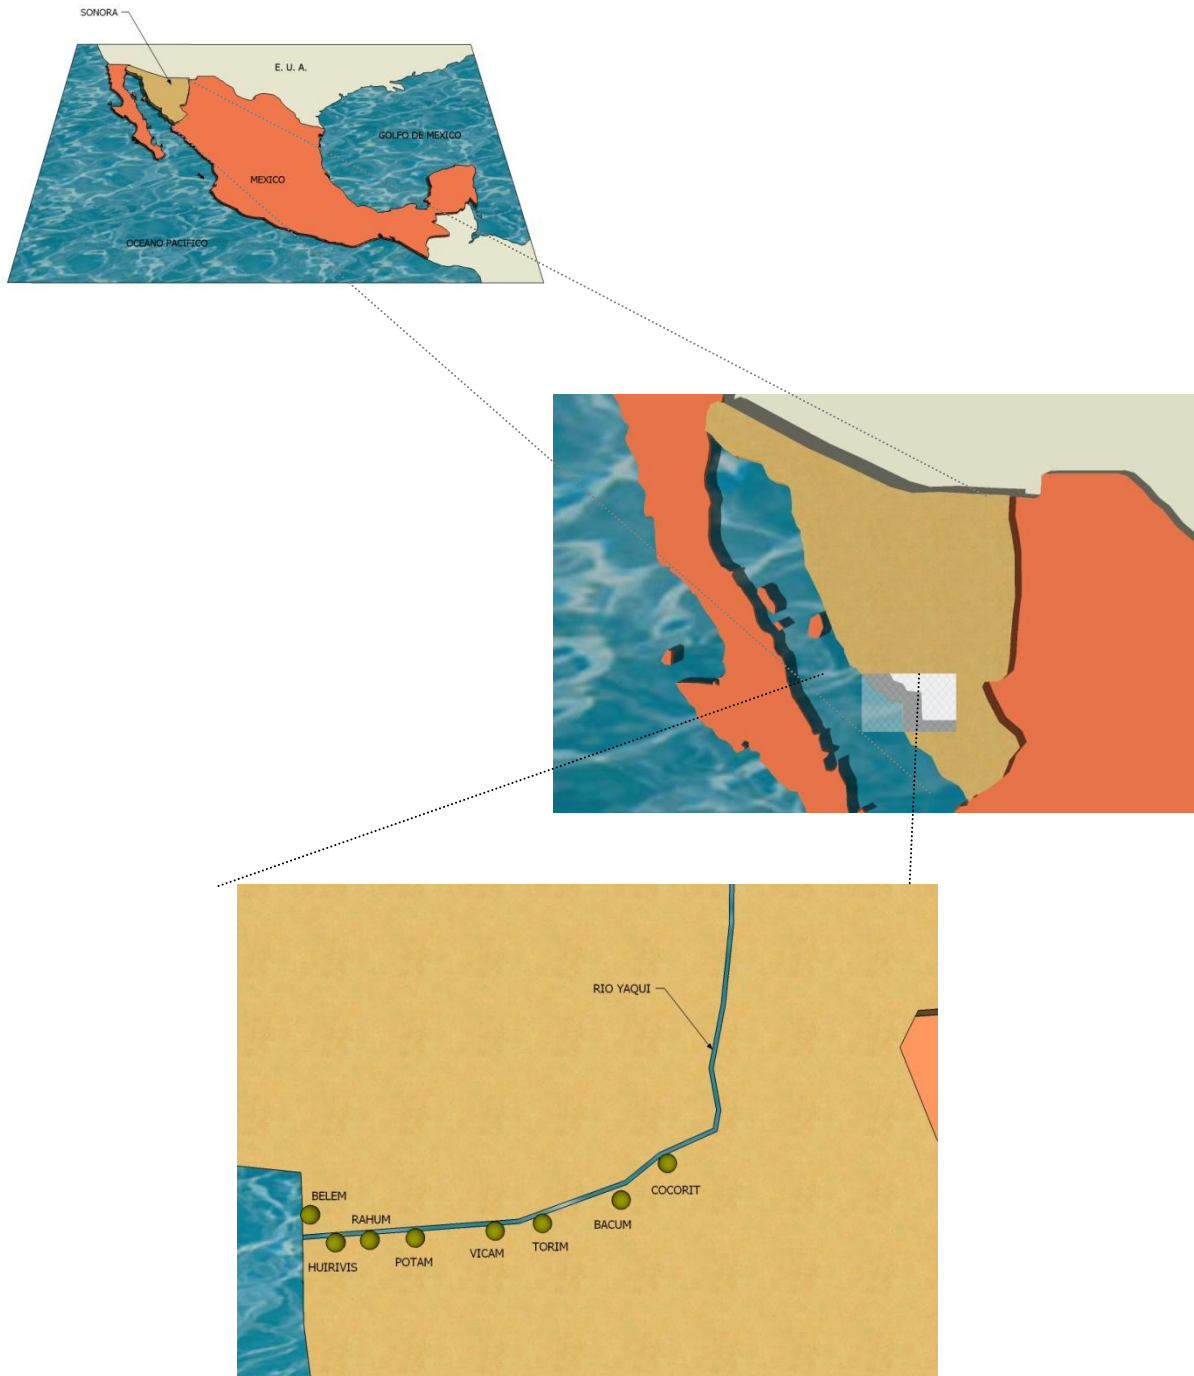 SONORA
E. U. A.
GOLFO DE MEXICO
MEXICO
OCEANO PACIFICO
RIO YAQUI
COCORIT
BELEM
BACUM
RAHUM
TORIM
VICAM
POTAM
HUIRIVIS